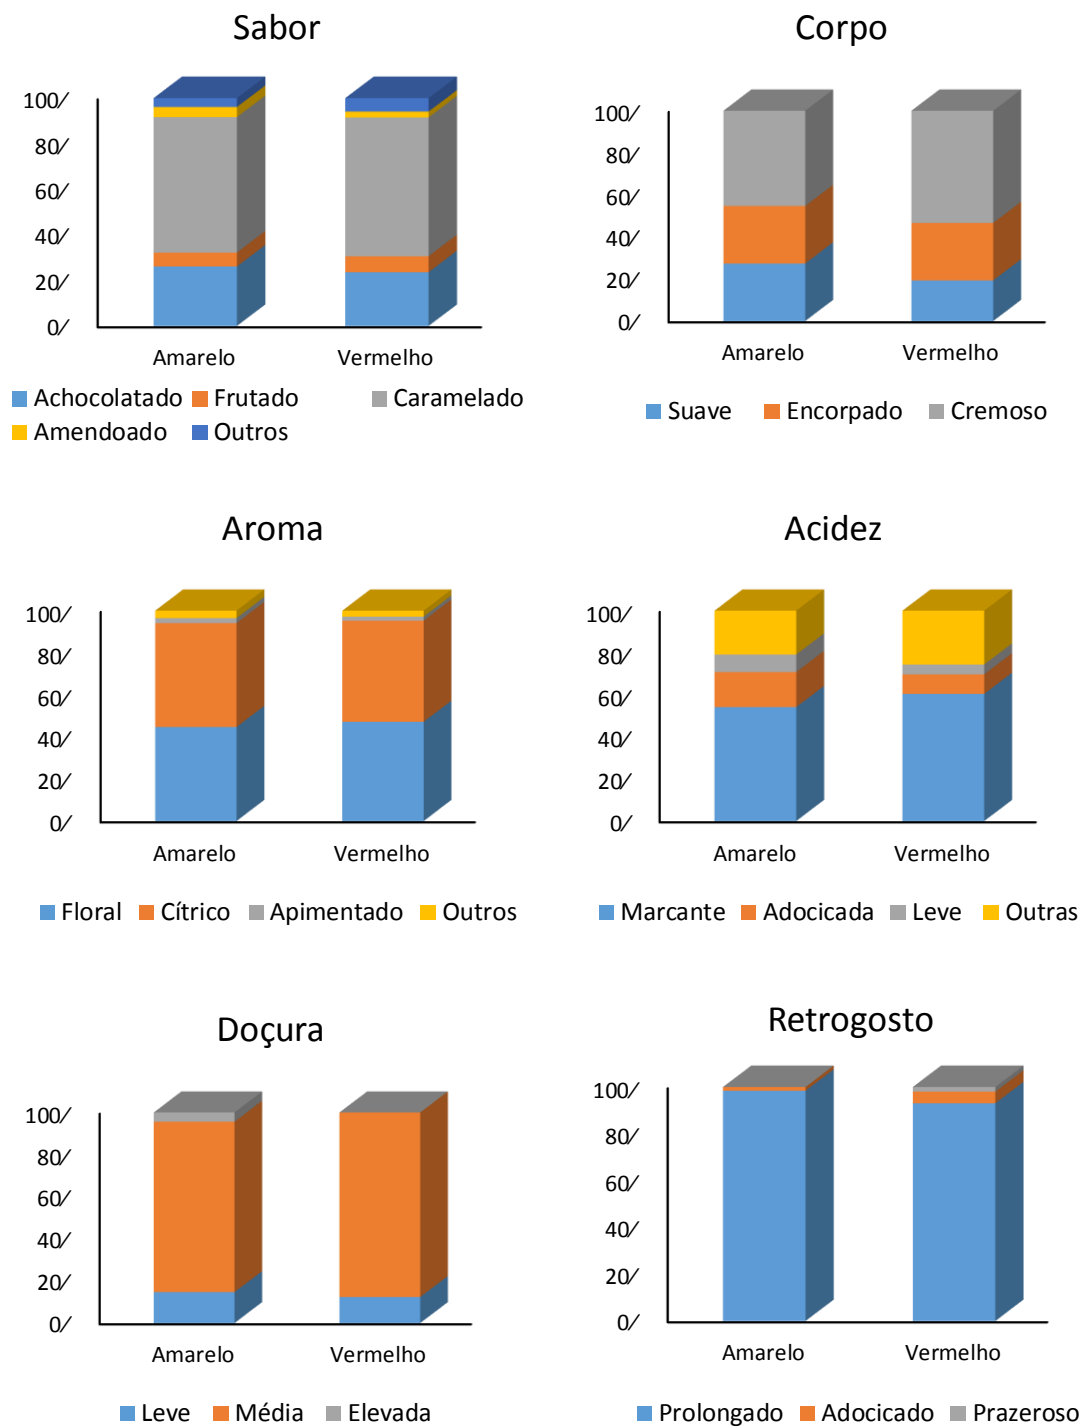 Sabor
100⁄
80⁄
60⁄
40⁄
20⁄
0⁄
Amarelo Vermelho
Achocolatado Frutado Caramelado
Amendoado Outros
Corpo
100⁄
80⁄
60⁄
40⁄
20⁄
0⁄
Amarelo Vermelho
Suave Encorpado Cremoso
Aroma
100⁄
80⁄
60⁄
40⁄
20⁄
0⁄
Amarelo Vermelho
Floral Cítrico Apimentado Outros
Acidez
100⁄
80⁄
60⁄
40⁄
20⁄
0⁄
Amarelo Vermelho
Marcante Adocicada Leve Outras
Doçura
100⁄
80⁄
60⁄
40⁄
20⁄
0⁄
Amarelo Vermelho
Leve Média Elevada
Retrogosto
100⁄
80⁄
60⁄
40⁄
20⁄
0⁄
Amarelo Vermelho
Prolongado Adocicado Prazeroso